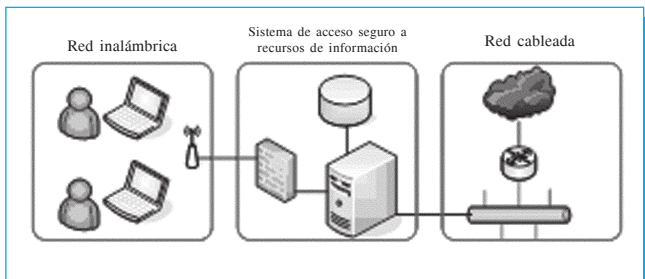 Red inalámbrica
Sistema de acceso seguro a
recursos de información
Red cableada